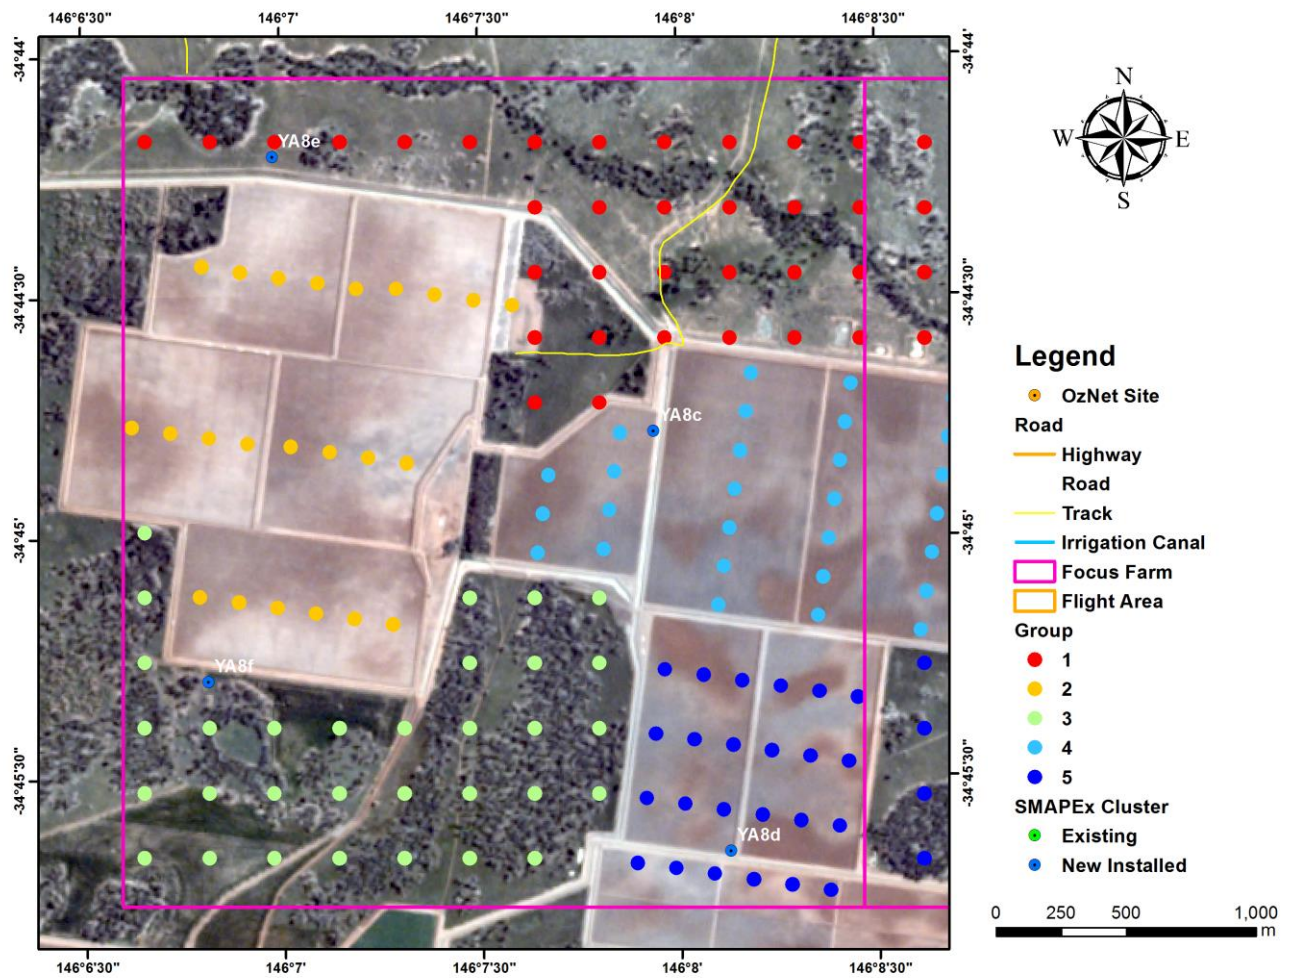 146°6'30" 146°7' 146°7'30" 146°8' 146°8'30"
-34°44' -34°44'
N
W E
S
YA8e
-34°44'30" -34°44'30"
Legend
OzNet Site
YA8c
Road
Highway
Road
Track
-34°45' -34°45'
Irrigation Canal
Focus Farm
Flight Area
Group
1
YA8f
2
3
4
-34°45'30" -34°45'30"
5
SMAPEx Cluster
YA8d
Existing
New Installed
0 250 500 1,000
m
146°6'30" 146°7' 146°7'30" 146°8' 146°8'30"